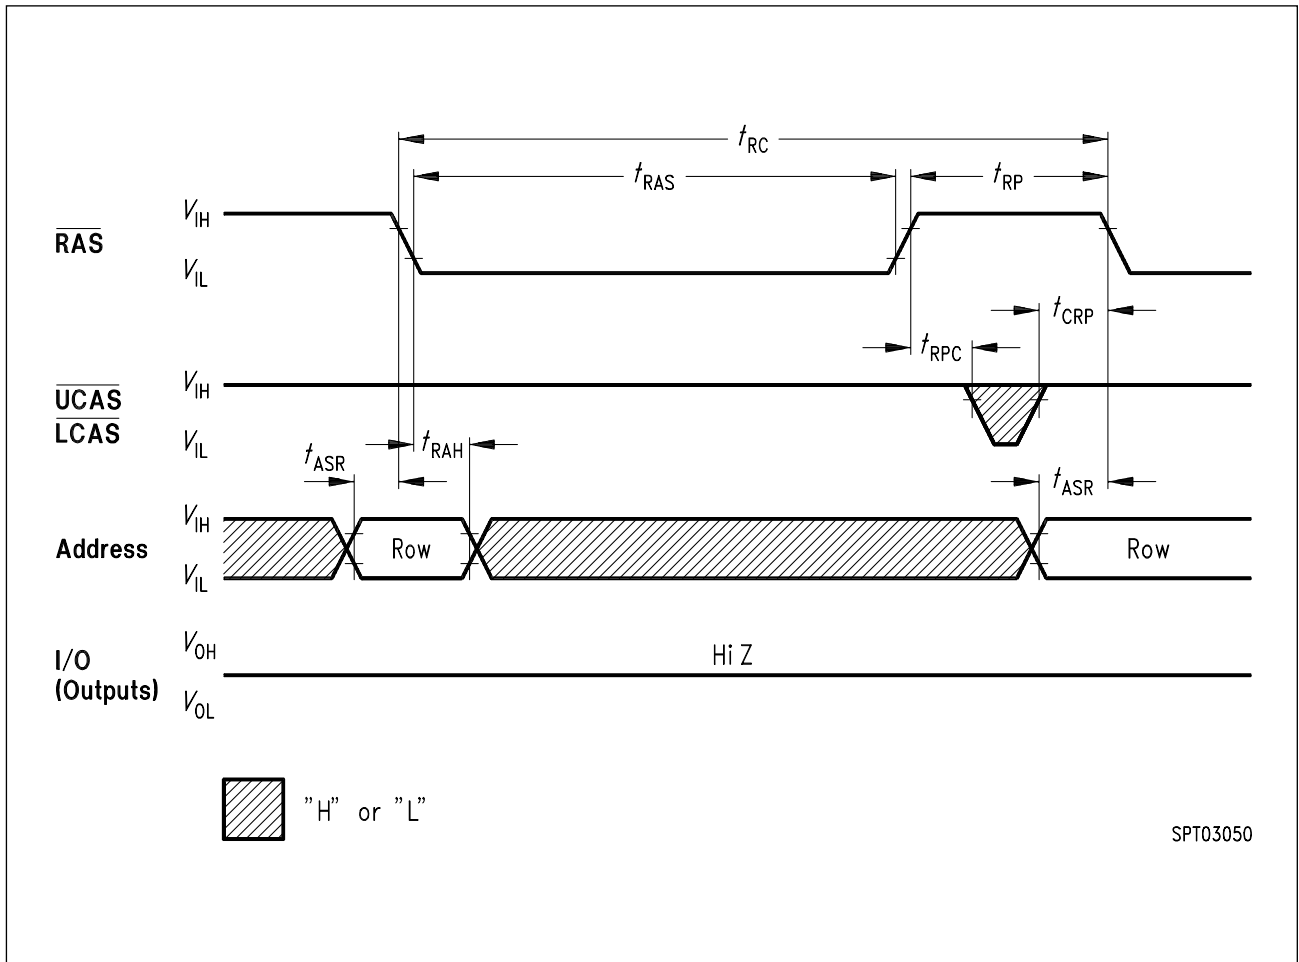 tRC
tRAS tRP
RAS VIH
VIL
tCRP
tRPC
UCAS VIH
LCAS VIL
tRAH
tASR tASR
VIH
Address Row Row
VIL
I/O VOH Hi Z
(Outputs) VOL
"H" or "L"
SPT03050